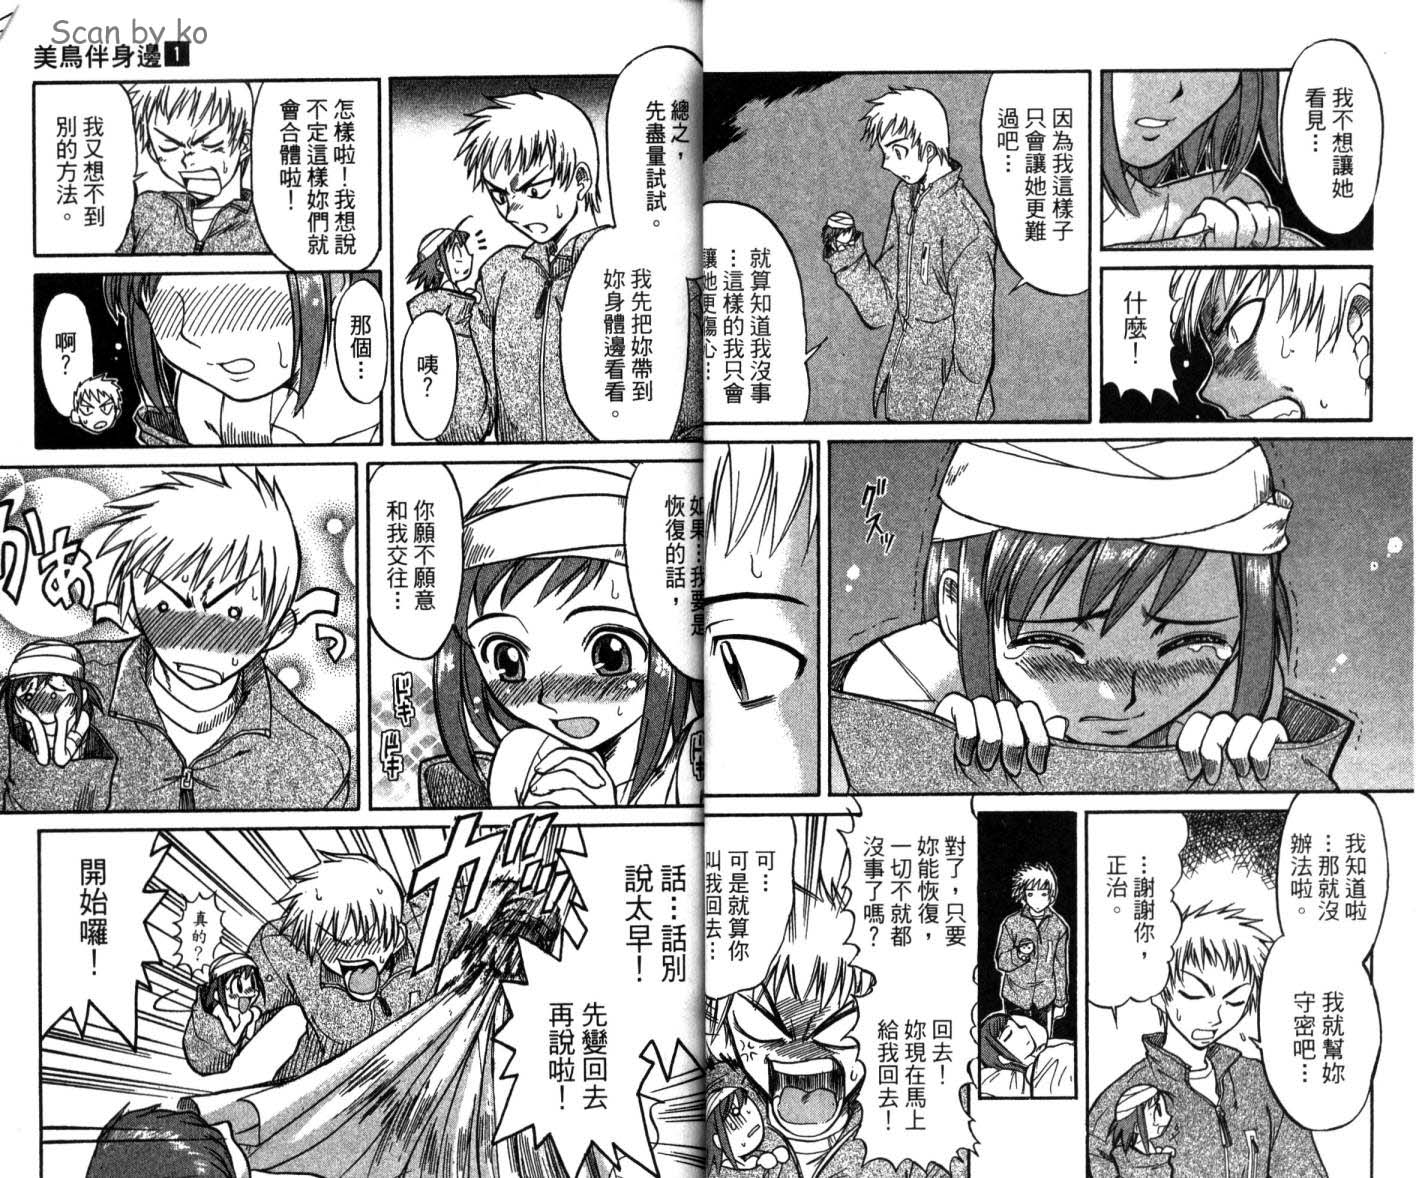 Scan by ko
美鳥伴身邊1
我不想讓她
看見…
因為我這樣子
只會讓她更難
過吧…
就算知道我沒事
…這樣的我只會
讓她更傷心…
什麼!
グスッ
我知道啦
…那就沒
辦法啦。
我就幫妳
守密吧…
…謝謝你,
正治。
對了,只要
妳能恢復,
一切不就都
沒事了嗎?
可…
可是就算你
叫我回去…
回去!
妳現在馬上
給我回去!
總之,
先盡量試試。
我先把妳帶到
妳身體邊看看。
咦?
怎樣啦!我想說
不定這樣妳們就
會合體啦!
我又想不到
別的方法。
那個…
啊?
如果…我要是
恢復的話,
你願不願意
和我交往…
ドキ
ドキ
かあっ
話…話別
說太早!
先變回去
再說啦!
ガバッ
真的?
開始囉!